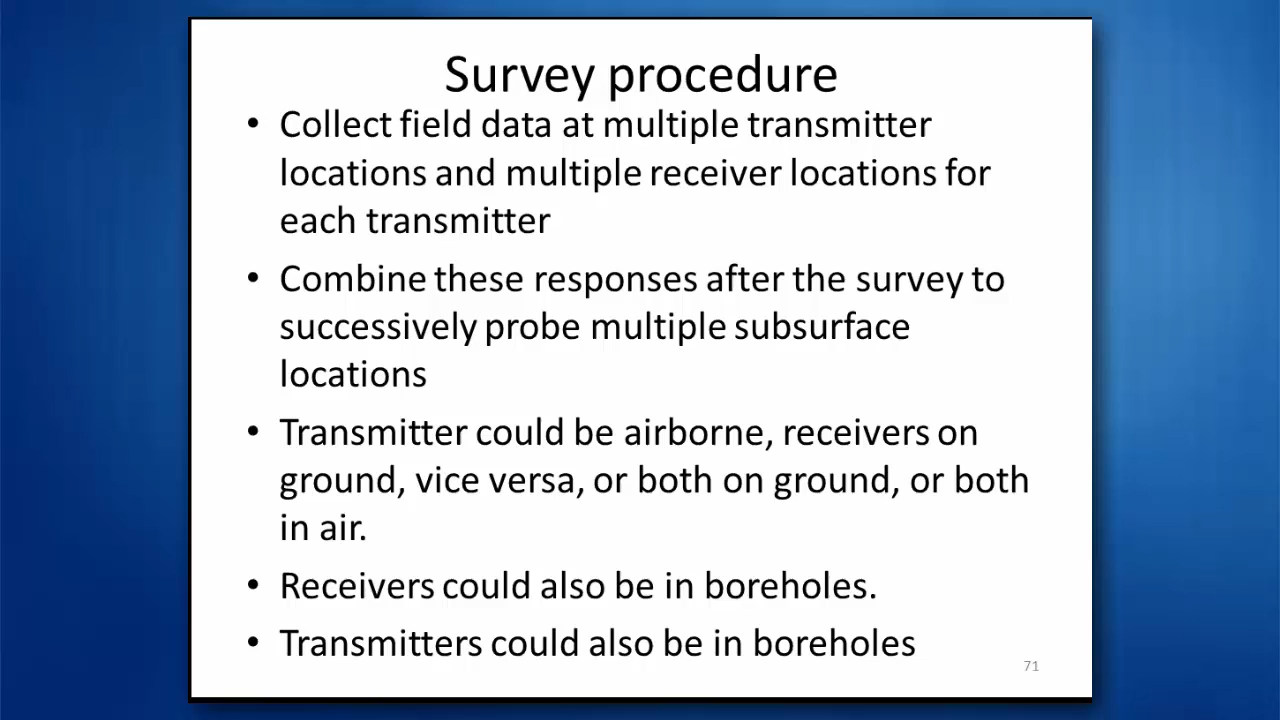 Survey procedure
• Collect field data at multiple transmitter
locations and multiple receiver locations for
each transmitter
• Combine these responses after the survey to
successively probe multiple subsurface
locations
• Transmitter could be airborne, receivers on
ground, vice versa, or both on ground, or both
in air.
• Receivers could also be in boreholes.
• Transmitters could also be in boreholes
71